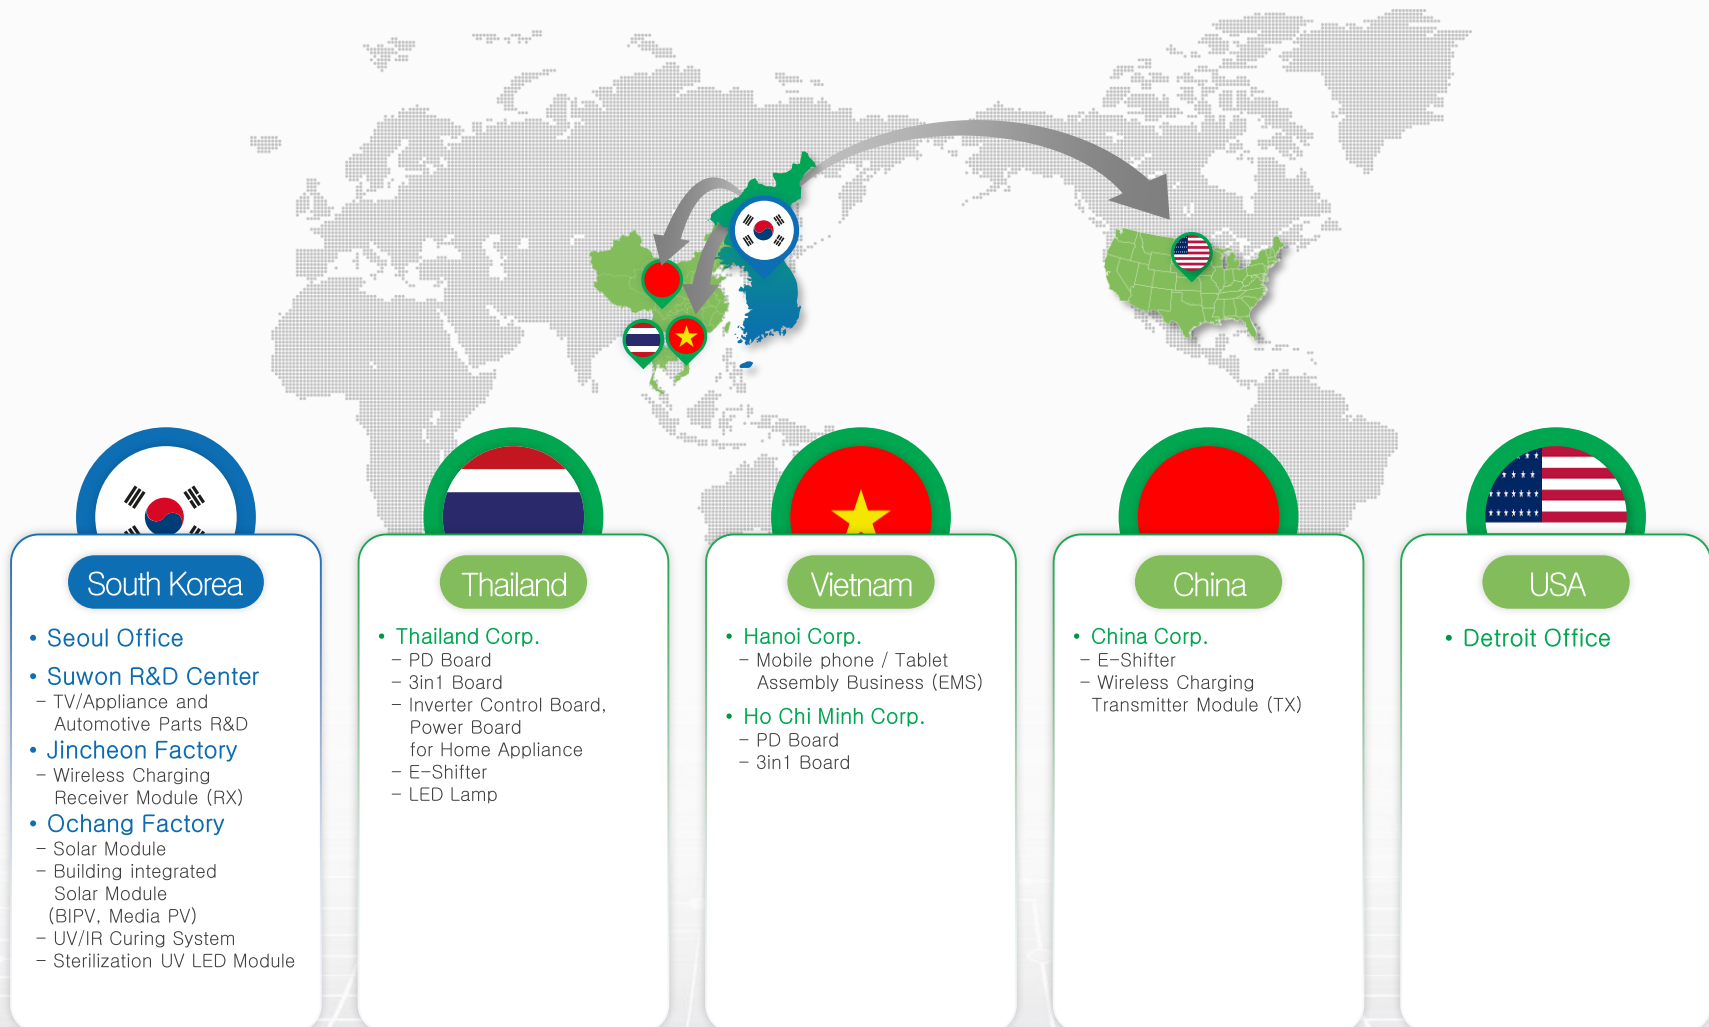 South Korea
• Seoul Office
• Suwon R&D Center
- TV/Appliance and
Automotive Parts R&D
• Jincheon Factory
- Wireless Charging
Receiver Module (RX)
• Ochang Factory
- Solar Module
- Building integrated
Solar Module
(BIPV, Media PV)
- UV/IR Curing System
- Sterilization UV LED Module
Thailand
• Thailand Corp.
- PD Board
- 3in1 Board
- Inverter Control Board,
Power Board
for Home Appliance
- E-Shifter
- LED Lamp
Vietnam
• Hanoi Corp.
- Mobile phone / Tablet
Assembly Business (EMS)
• Ho Chi Minh Corp.
- PD Board
- 3in1 Board
China
• China Corp.
- E-Shifter
- Wireless Charging
Transmitter Module (TX)
USA
• Detroit Office